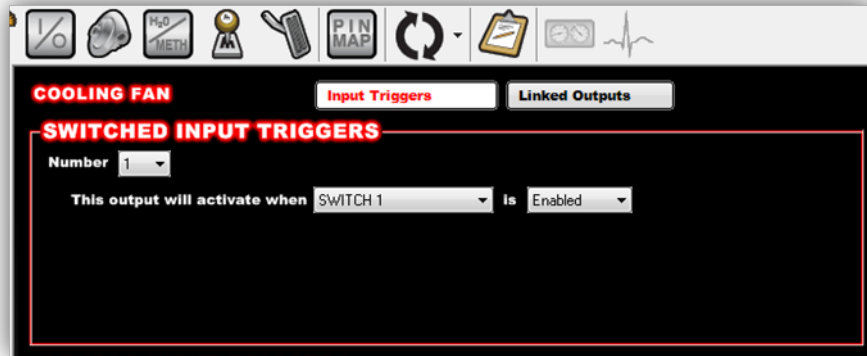 I/O
H₂0
METH
PIN
MAP
COOLING FAN
Input Triggers
Linked Outputs
SWITCHED INPUT TRIGGERS
Number 1
This output will activate when SWITCH 1 is Enabled